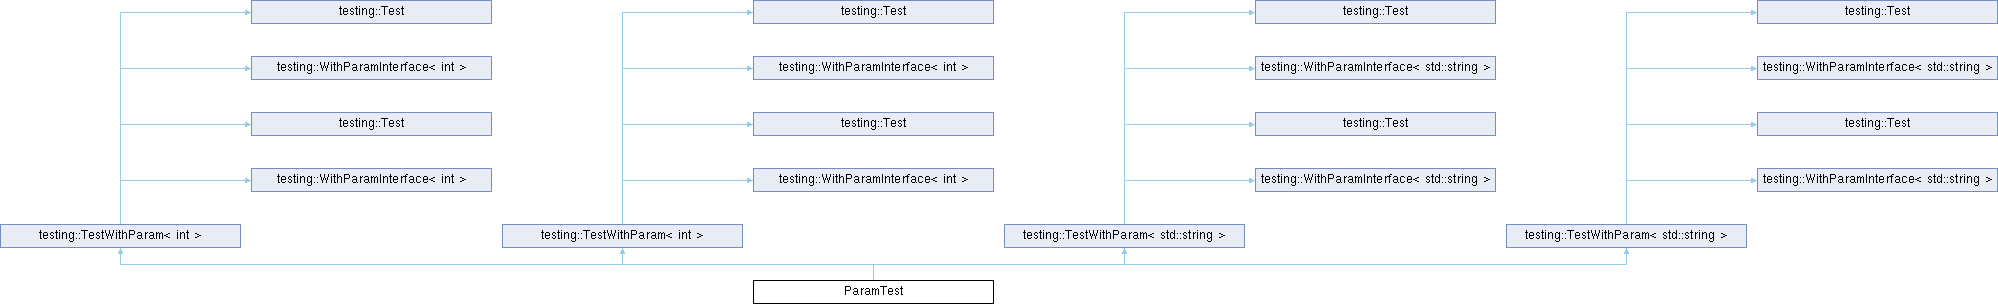 testing::Test
testing::Test
testing::Test
testing::Test
testing::WithParamInterface< int >
testing::WithParamInterface< int >
testing::WithParamInterface< std::string >
testing::WithParamInterface< std::string >
testing::Test
testing::Test
testing::Test
testing::Test
testing::WithParamInterface< int >
testing::WithParamInterface< int >
testing::WithParamInterface< std::string >
testing::WithParamInterface< std::string >
testing::TestWithParam< int >
testing::TestWithParam< int >
testing::TestWithParam< std::string >
testing::TestWithParam< std::string >
ParamTest